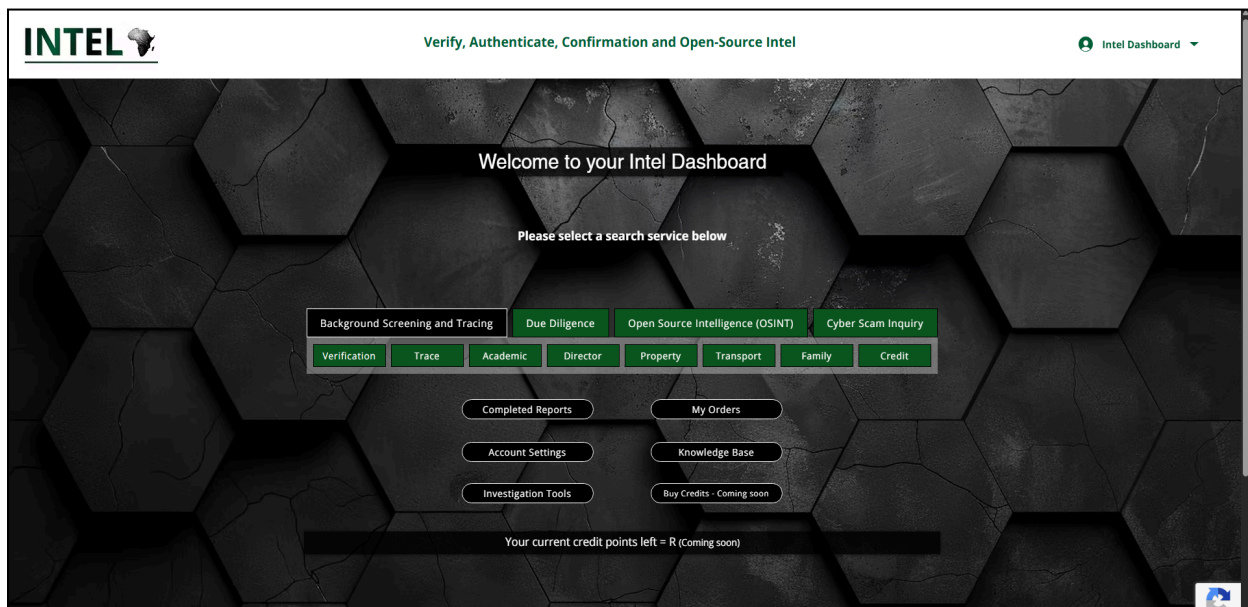 INTEL
Verify, Authenticate, Confirmation and Open-Source Intel
Intel Dashboard
Welcome to your Intel Dashboard
Please select a search service below
Background Screening and Tracing
Due Diligence
Open Source Intelligence (OSINT)
Cyber Scam Inquiry
Verification
Trace
Academic
Director
Property
Transport
Family
Credit
Completed Reports
My Orders
Account Settings
Knowledge Base
Investigation Tools
Buy Credits - Coming soon
Your current credit points left = R (Coming soon)